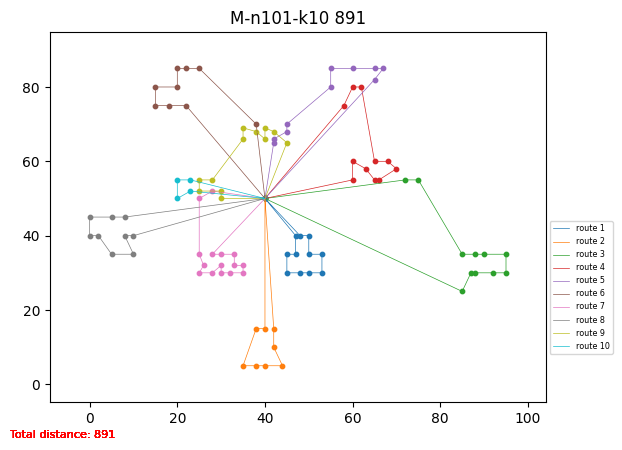 M-n101-k10 891
80
60
40
20
0
0 20 40 60 80 100
route 1
route 2
route 3
route 4
route 5
route 6
route 7
route 8
route 9
route 10
Total distance: 891